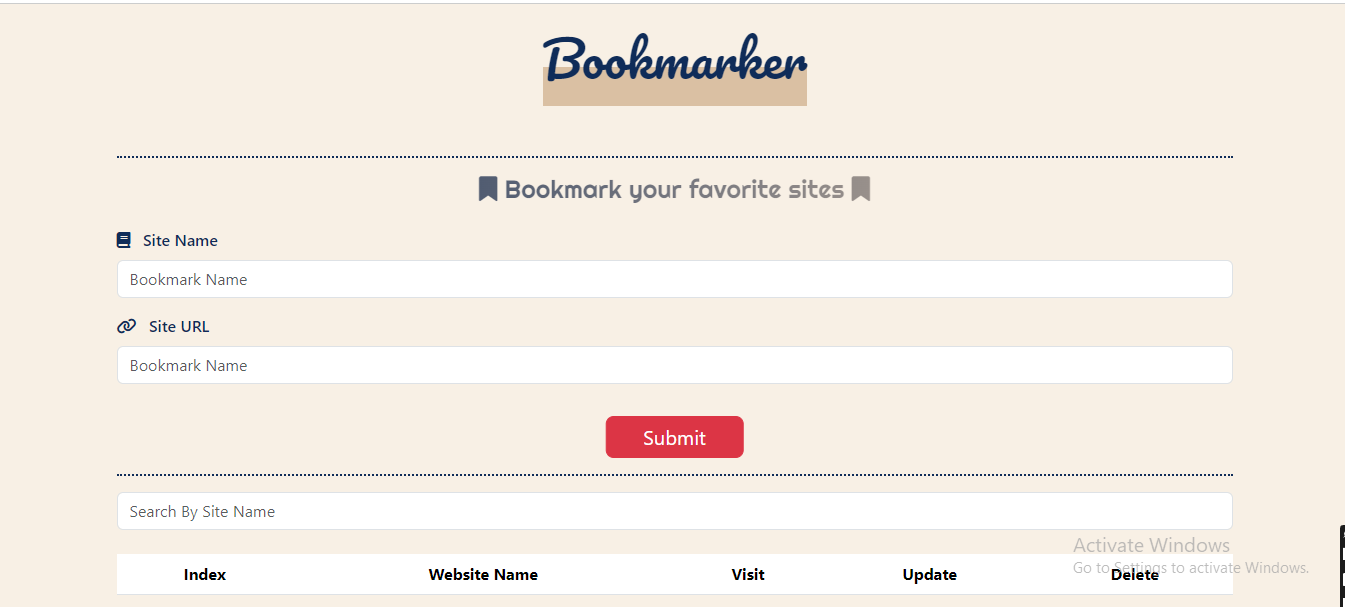 Bookmarker
Bookmark your favorite sites
Site Name
Bookmark Name
Site URL
Bookmark Name
Submit
Search By Site Name
Activate Windows
Go to Settings to activate Windows.
Index Website Name Visit Update Delete